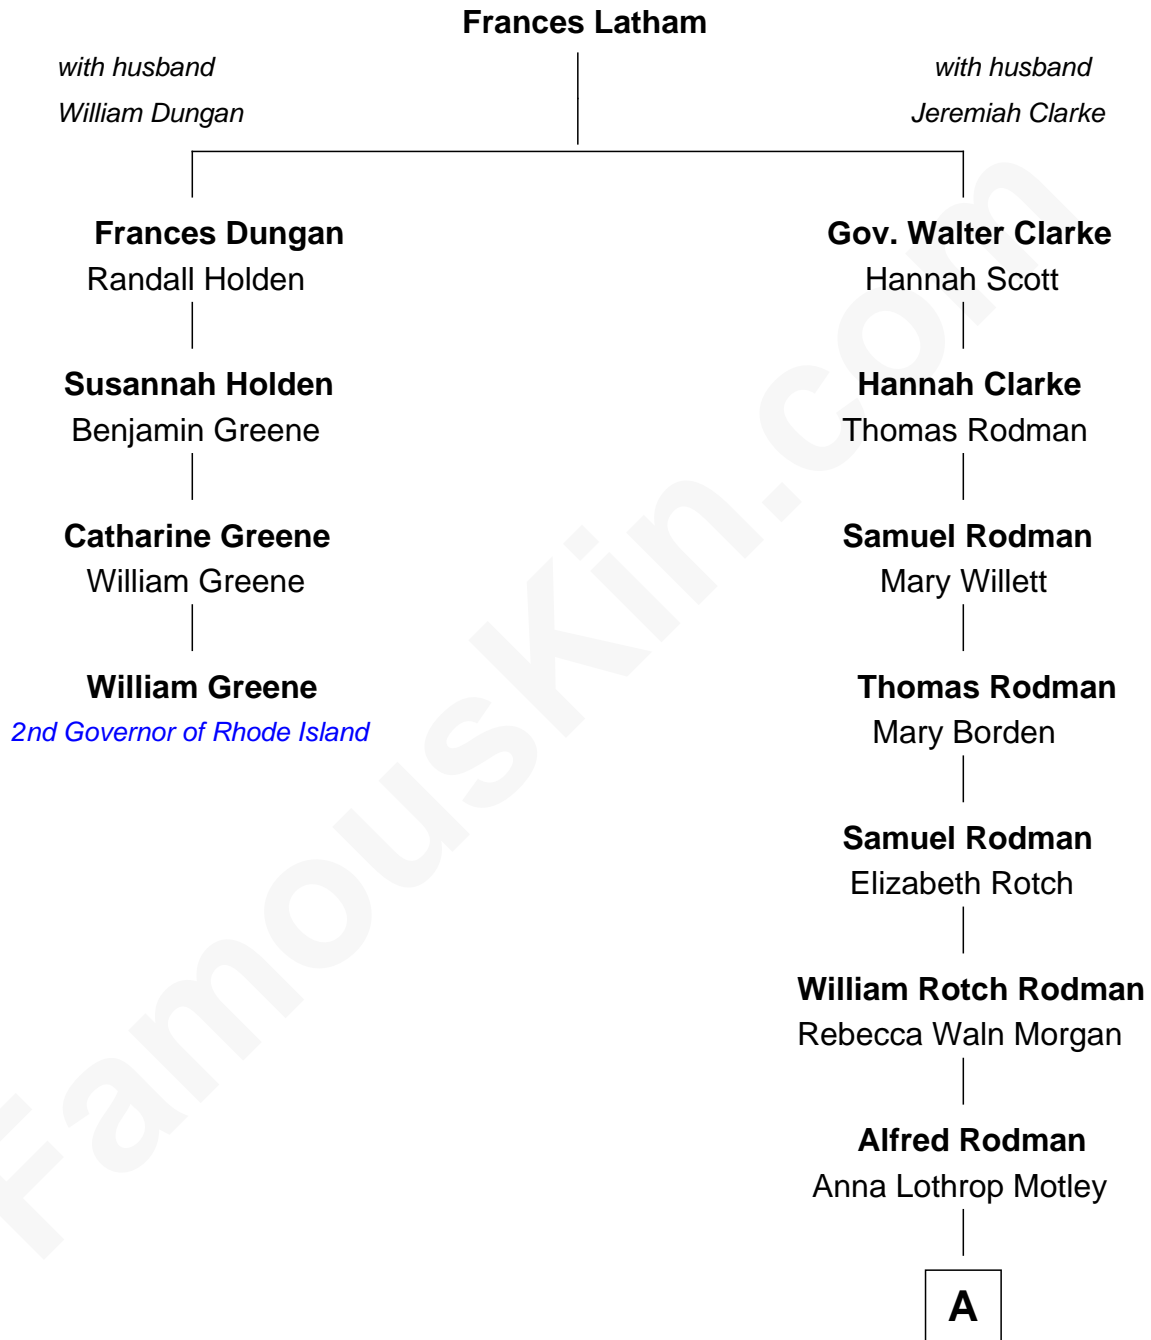 Frances Latham
with husband
William Dungan
with husband
Jeremiah Clarke
Frances Dungan
Randall Holden
Susannah Holden
Benjamin Greene
Catharine Greene
William Greene
William Greene
2nd Governor of Rhode Island
Gov. Walter Clarke
Hannah Scott
Hannah Clarke
Thomas Rodman
Samuel Rodman
Mary Willett
Thomas Rodman
Mary Borden
Samuel Rodman
Elizabeth Rotch
William Rotch Rodman
Rebecca Waln Morgan
Alfred Rodman
Anna Lothrop Motley
A
FamousKin.com